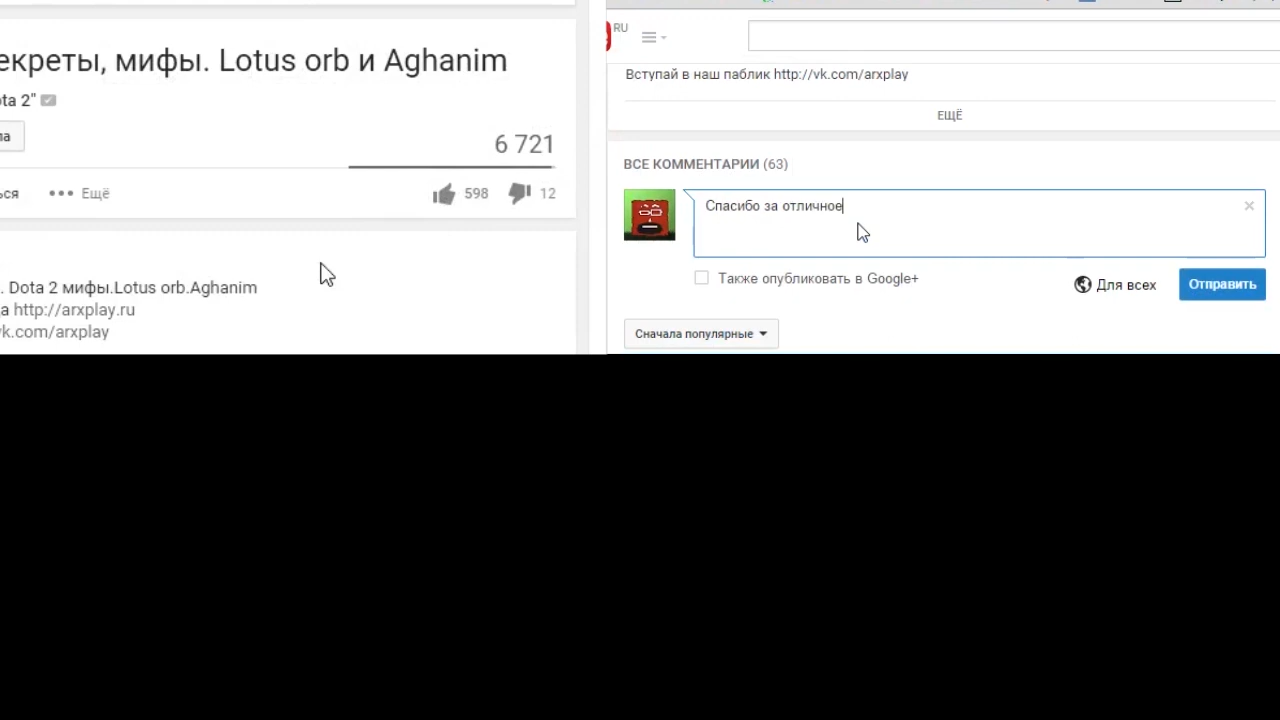 екреты, мифы. Lotus orb и Aghanim
ota 2"
ла
6 721
ься
Ещё
598
12
. Dota 2 мифы.Lotus orb.Aghanim
а http://arxplay.ru
vk.com/arxplay
RU
Вступай в наш паблик http://vk.com/arxplay
ЕЩЁ
ВСЕ КОММЕНТАРИИ (63)
Спасибо за отличное
Также опубликовать в Google+
Для всех
Отправить
Сначала популярные